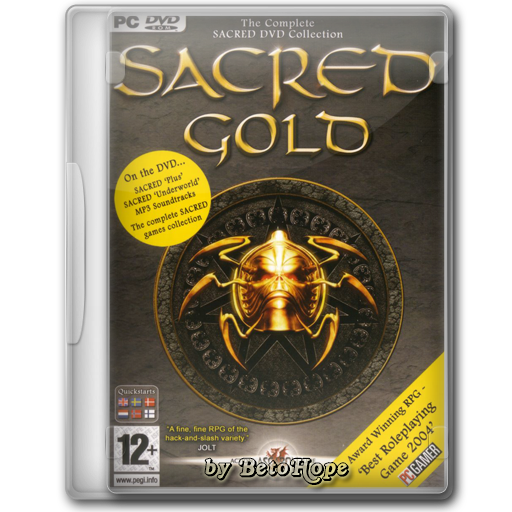 PC DVD
The Complete
SACRED DVD Collection
SACRED
GOLD
On the DVD...
SACRED 'Plus'
SACRED 'Underworld'
MP3 Soundtracks
The complete SACRED
games collection
Quickstarts
"A fine, fine RPG of the
hack-and-slash variety."
JOLT
12+
www.pegi.info
Award Winning RPG -
'Best Roleplaying
Game 2004'
PC GAMER
by BetoHope